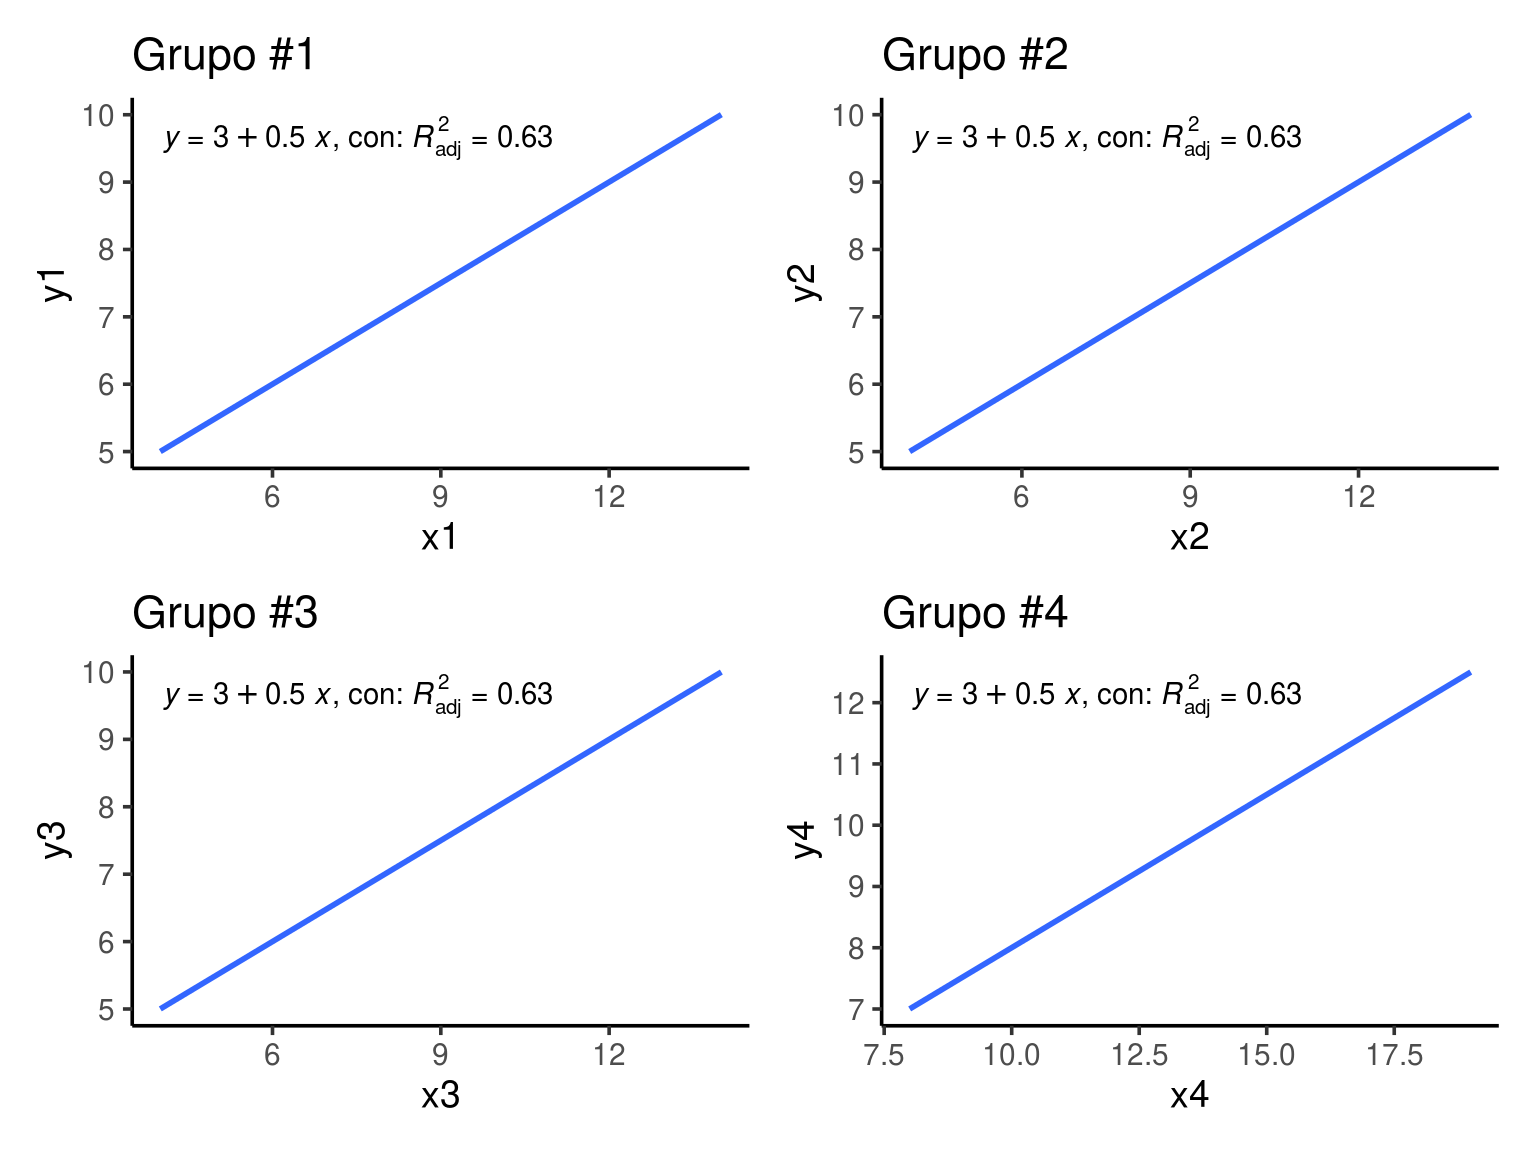 Grupo #1
y = 3 + 0.5 x, con: R²adj = 0.63
10
9
8
7
6
5
y1
6 9 12
x1
Grupo #2
y = 3 + 0.5 x, con: R²adj = 0.63
10
9
8
7
6
5
y2
6 9 12
x2
Grupo #3
y = 3 + 0.5 x, con: R²adj = 0.63
10
9
8
7
6
5
y3
6 9 12
x3
Grupo #4
y = 3 + 0.5 x, con: R²adj = 0.63
12
11
10
9
8
7
y4
7.5 10.0 12.5 15.0 17.5
x4